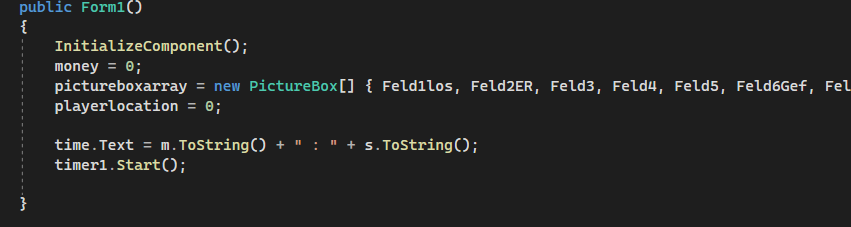 public Form1()
{
InitializeComponent();
money = 0;
pictureboxarray = new PictureBox[] { Feld1los, Feld2ER, Feld3, Feld4, Feld5, Feld6Gef, Fel
playerlocation = 0;
time.Text = m.ToString() + " : " + s.ToString();
timer1.Start();
}